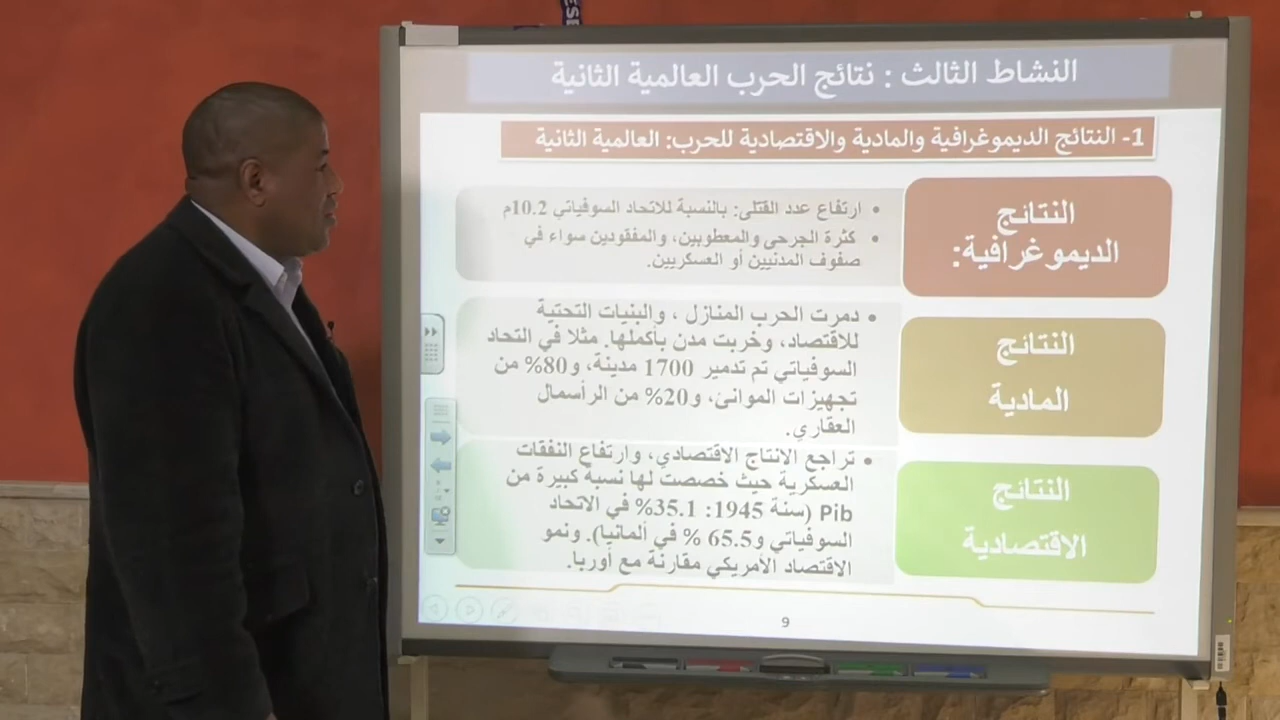 النشاط الثالث : نتائج الحرب العالمية الثانية
1- النتائج الديموغرافية والمادية والاقتصادية للحرب: العالمية الثانية
النتائج
الديموغرافية:
• ارتفاع عدد القتلى: بالنسبة للاتحاد السوفياتي 10.2م
• كثرة الجرحى والمعطوبين، والمفقودين سواء في
صفوف المدنيين أو العسكريين.
النتائج
المادية
• دمرت الحرب المنازل ، والبنيات التحتية
للاقتصاد، وخربت مدن بأكملها. مثلا في التحاد
السوفياتي تم تدمير 1700 مدينة، و80% من
تجهيزات الموانئ، و20% من الرأسمال
العقاري.
النتائج
الاقتصادية
• تراجع الانتاج الاقتصادي، وارتفاع النفقات
العسكرية حيث خصصت لها نسبة كبيرة من
Pib (سنة 1945: 35.1% في الاتحاد
السوفياتي و65.5 % في ألمانيا). ونمو
الاقتصاد الأمريكي مقارنة مع أوربا.
9